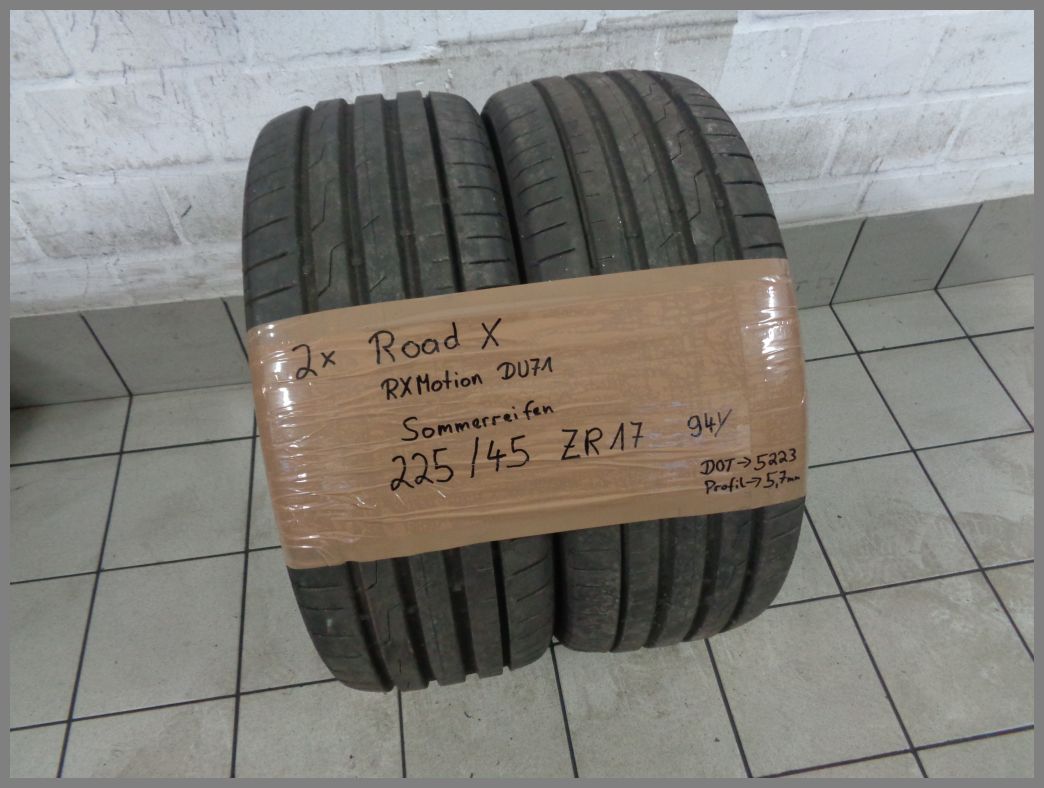 2x Road X
RXMotion DU71
Sommerreifen
225/45 ZR17 94Y
DOT→5223
Profil→5,7mm